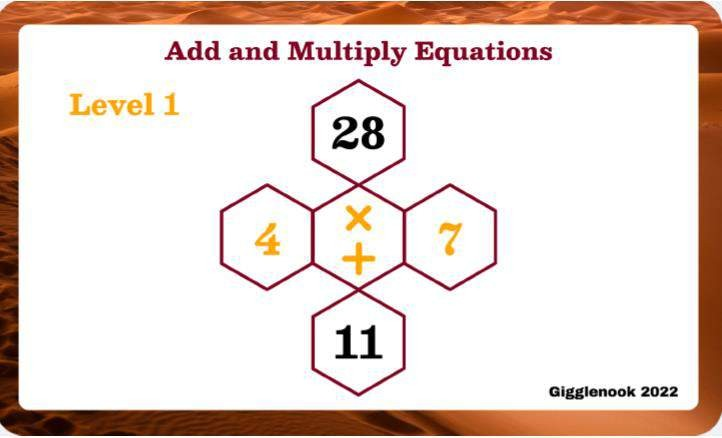 Add and Multiply Equations
Level 1
28
4 × 7
+
11
Gigglenook 2022